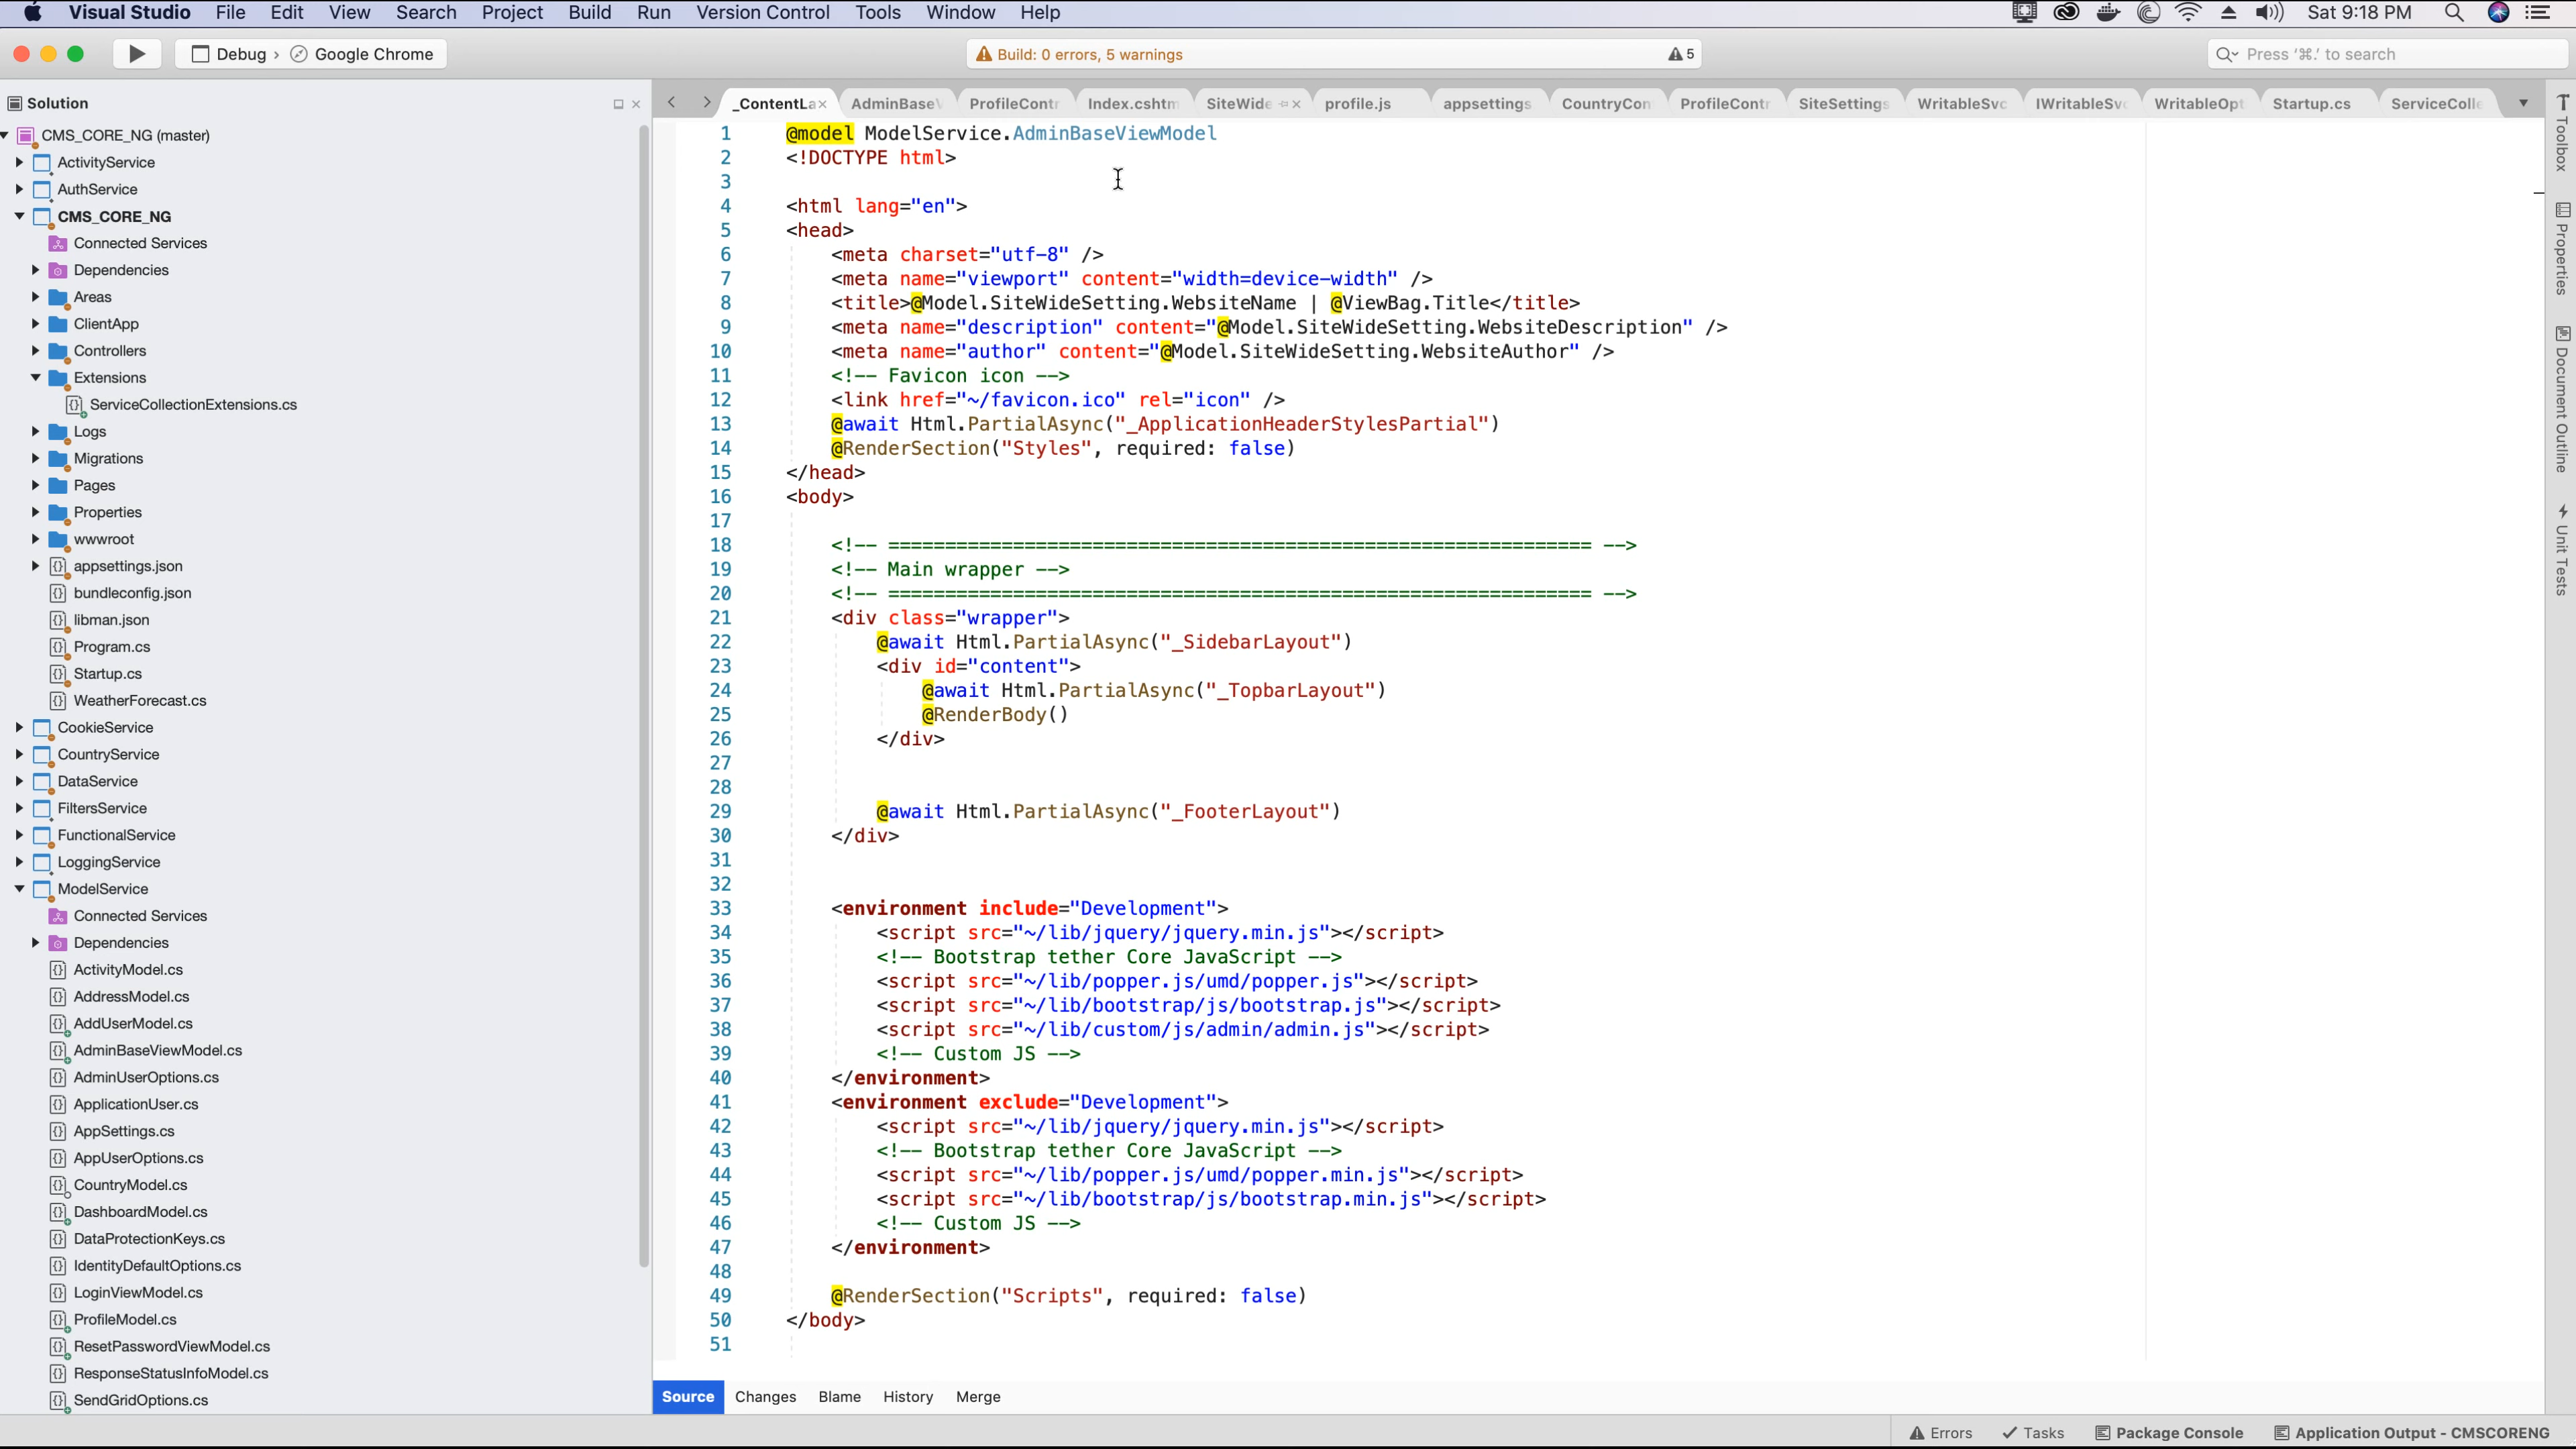 Visual Studio File Edit View Search Project Build Run Version Control Tools Window Help Sat 9:18 PM
Debug › Google Chrome Build: 0 errors, 5 warnings 5 Press '⌘.' to search
Solution
_ContentLa AdminBaseV ProfileContr Index.cshtm SiteWide profile.js appsettings CountryCon ProfileContr SiteSettings WritableSvc IWritableSvc WritableOpt Startup.cs ServiceColle
CMS_CORE_NG (master)
ActivityService
AuthService
CMS_CORE_NG
Connected Services
Dependencies
Areas
ClientApp
Controllers
Extensions
ServiceCollectionExtensions.cs
Logs
Migrations
Pages
Properties
wwwroot
appsettings.json
bundleconfig.json
libman.json
Program.cs
Startup.cs
WeatherForecast.cs
CookieService
CountryService
DataService
FiltersService
FunctionalService
LoggingService
ModelService
Connected Services
Dependencies
ActivityModel.cs
AddressModel.cs
AddUserModel.cs
AdminBaseViewModel.cs
AdminUserOptions.cs
ApplicationUser.cs
AppSettings.cs
AppUserOptions.cs
CountryModel.cs
DashboardModel.cs
DataProtectionKeys.cs
IdentityDefaultOptions.cs
LoginViewModel.cs
ProfileModel.cs
ResetPasswordViewModel.cs
ResponseStatusInfoModel.cs
SendGridOptions.cs
1 @model ModelService.AdminBaseViewModel
2 <!DOCTYPE html>
3
4 <html lang="en">
5 <head>
6 <meta charset="utf-8" />
7 <meta name="viewport" content="width=device-width" />
8 <title>@Model.SiteWideSetting.WebsiteName | @ViewBag.Title</title>
9 <meta name="description" content="@Model.SiteWideSetting.WebsiteDescription" />
10 <meta name="author" content="@Model.SiteWideSetting.WebsiteAuthor" />
11 <!-- Favicon icon -->
12 <link href="~/favicon.ico" rel="icon" />
13 @await Html.PartialAsync("_ApplicationHeaderStylesPartial")
14 @RenderSection("Styles", required: false)
15 </head>
16 <body>
17
18 <!-- ============================================================== -->
19 <!-- Main wrapper -->
20 <!-- ============================================================== -->
21 <div class="wrapper">
22 @await Html.PartialAsync("_SidebarLayout")
23 <div id="content">
24 @await Html.PartialAsync("_TopbarLayout")
25 @RenderBody()
26 </div>
27
28
29 @await Html.PartialAsync("_FooterLayout")
30 </div>
31
32
33 <environment include="Development">
34 <script src="~/lib/jquery/jquery.min.js"></script>
35 <!-- Bootstrap tether Core JavaScript -->
36 <script src="~/lib/popper.js/umd/popper.js"></script>
37 <script src="~/lib/bootstrap/js/bootstrap.js"></script>
38 <script src="~/lib/custom/js/admin/admin.js"></script>
39 <!-- Custom JS -->
40 </environment>
41 <environment exclude="Development">
42 <script src="~/lib/jquery/jquery.min.js"></script>
43 <!-- Bootstrap tether Core JavaScript -->
44 <script src="~/lib/popper.js/umd/popper.min.js"></script>
45 <script src="~/lib/bootstrap/js/bootstrap.min.js"></script>
46 <!-- Custom JS -->
47 </environment>
48
49 @RenderSection("Scripts", required: false)
50 </body>
51
Toolbox
Properties
Document Outline
Unit Tests
Source Changes Blame History Merge
Errors Tasks Package Console Application Output - CMSCORENG